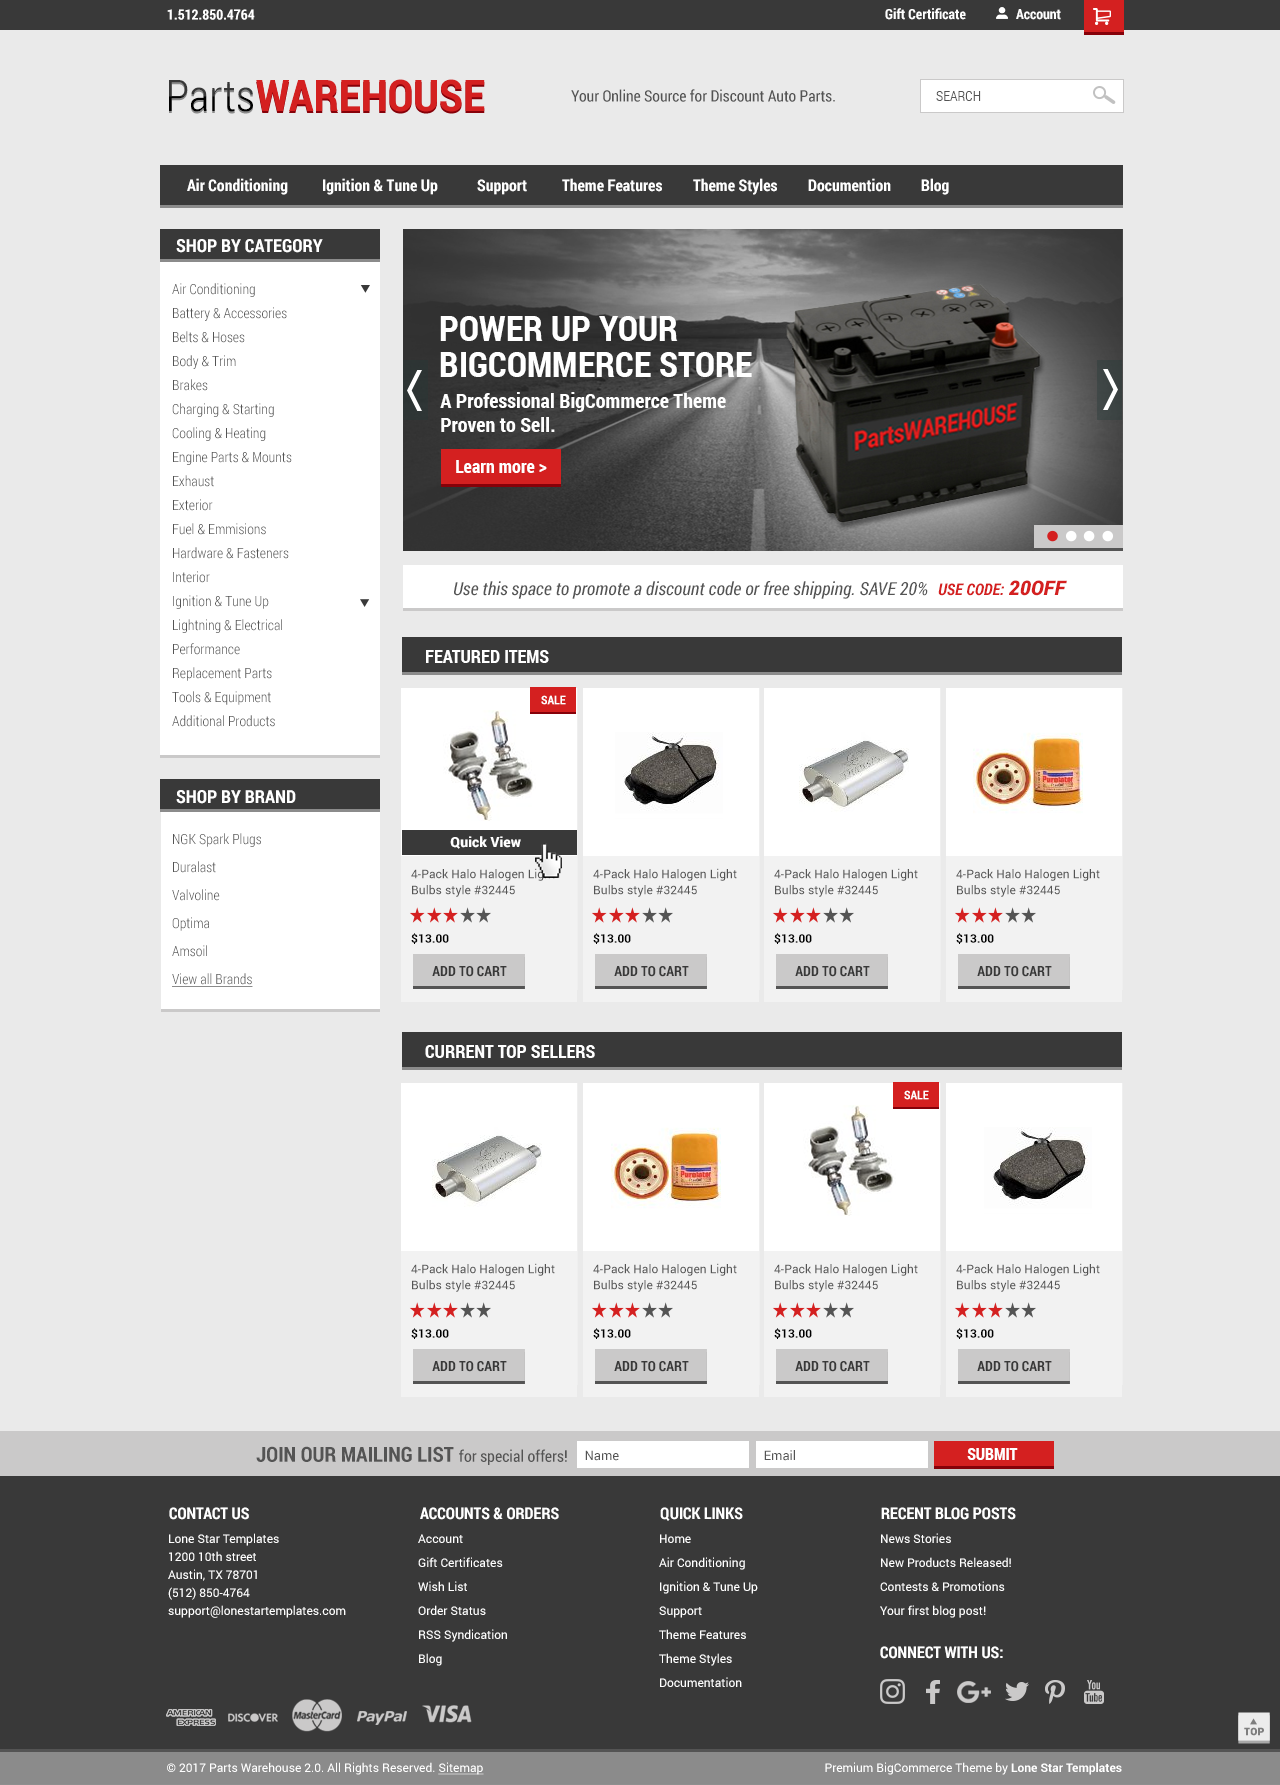 1.512.850.4764
Gift Certificate
Account
PartsWAREHOUSE
Your Online Source for Discount Auto Parts.
SEARCH
Air Conditioning
Ignition & Tune Up
Support
Theme Features
Theme Styles
Documention
Blog
SHOP BY CATEGORY
Air Conditioning
Battery & Accessories
Belts & Hoses
Body & Trim
Brakes
Charging & Starting
Cooling & Heating
Engine Parts & Mounts
Exhaust
Exterior
Fuel & Emmisions
Hardware & Fasteners
Interior
Ignition & Tune Up
Lightning & Electrical
Performance
Replacement Parts
Tools & Equipment
Additional Products
SHOP BY BRAND
NGK Spark Plugs
Duralast
Valvoline
Optima
Amsoil
View all Brands
POWER UP YOUR
BIGCOMMERCE STORE
A Professional BigCommerce Theme
Proven to Sell.
Learn more >
PartsWAREHOUSE
Use this space to promote a discount code or free shipping. SAVE 20% USE CODE: 20OFF
FEATURED ITEMS
SALE
Quick View
4-Pack Halo Halogen Light
Bulbs style #32445
$13.00
ADD TO CART
4-Pack Halo Halogen Light
Bulbs style #32445
$13.00
ADD TO CART
4-Pack Halo Halogen Light
Bulbs style #32445
$13.00
ADD TO CART
Purolator
4-Pack Halo Halogen Light
Bulbs style #32445
$13.00
ADD TO CART
CURRENT TOP SELLERS
4-Pack Halo Halogen Light
Bulbs style #32445
$13.00
ADD TO CART
Purolator
4-Pack Halo Halogen Light
Bulbs style #32445
$13.00
ADD TO CART
SALE
4-Pack Halo Halogen Light
Bulbs style #32445
$13.00
ADD TO CART
4-Pack Halo Halogen Light
Bulbs style #32445
$13.00
ADD TO CART
JOIN OUR MAILING LIST for special offers!
Name
Email
SUBMIT
CONTACT US
Lone Star Templates
1200 10th street
Austin, TX 78701
(512) 850-4764
support@lonestartemplates.com
ACCOUNTS & ORDERS
Account
Gift Certificates
Wish List
Order Status
RSS Syndication
Blog
QUICK LINKS
Home
Air Conditioning
Ignition & Tune Up
Support
Theme Features
Theme Styles
Documentation
RECENT BLOG POSTS
News Stories
New Products Released!
Contests & Promotions
Your first blog post!
CONNECT WITH US:
G+
You
Tube
AMERICAN
EXPRESS
DISCOVER
MasterCard
PayPal
VISA
TOP
© 2017 Parts Warehouse 2.0. All Rights Reserved. Sitemap
Premium BigCommerce Theme by Lone Star Templates